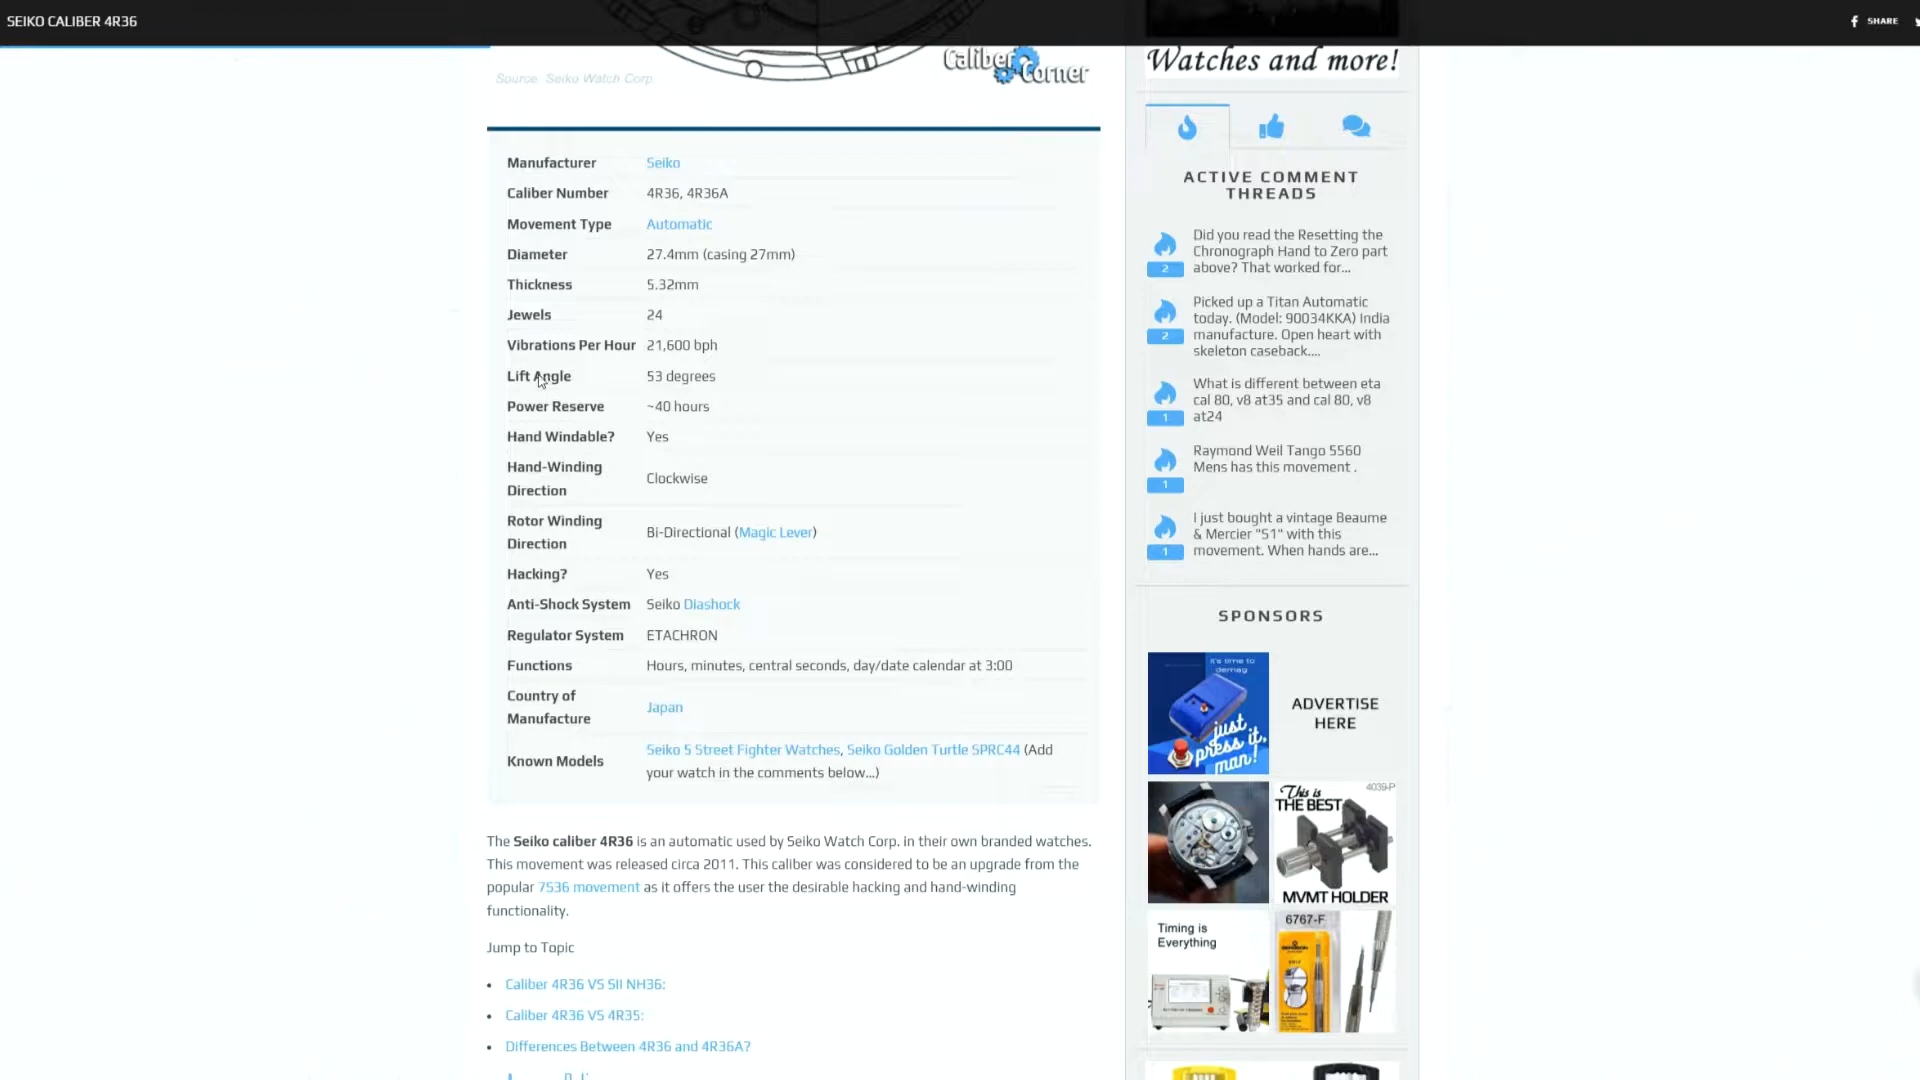 SEIKO CALIBER 4R36
SHARE
Source: Seiko Watch Corp.
Caliber Corner
Watches and more!
Manufacturer Seiko
Caliber Number 4R36, 4R36A
Movement Type Automatic
Diameter 27.4mm (casing 27mm)
Thickness 5.32mm
Jewels 24
Vibrations Per Hour 21,600 bph
Lift Angle 53 degrees
Power Reserve ~40 hours
Hand Windable? Yes
Hand-Winding
Direction
Clockwise
Rotor Winding
Direction
Bi-Directional (Magic Lever)
Hacking? Yes
Anti-Shock System Seiko Diashock
Regulator System ETACHRON
Functions Hours, minutes, central seconds, day/date calendar at 3:00
Country of
Manufacture
Japan
Known Models
Seiko 5 Street Fighter Watches, Seiko Golden Turtle SPRC44 (Add
your watch in the comments below...)
The Seiko caliber 4R36 is an automatic used by Seiko Watch Corp. in their own branded watches.
This movement was released circa 2011. This caliber was considered to be an upgrade from the
popular 7S36 movement as it offers the user the desirable hacking and hand-winding
functionality.
Jump to Topic
• Caliber 4R36 VS SII NH36:
• Caliber 4R36 VS 4R35:
• Differences Between 4R36 and 4R36A?
ACTIVE COMMENT
THREADS
2
Did you read the Resetting the
Chronograph Hand to Zero part
above? That worked for...
2
Picked up a Titan Automatic
today. (Model: 90034KKA) India
manufacture. Open heart with
skeleton caseback....
1
What is different between eta
cal 80, v8 at35 and cal 80, v8
at24
1
Raymond Weil Tango 5560
Mens has this movement .
1
I just bought a vintage Beaume
& Mercier "S1" with this
movement. When hands are...
SPONSORS
it's time to
demag
just
press it,
man!
ADVERTISE
HERE
This is
THE BEST
4039-P
MVMT HOLDER
Timing is
Everything
6767-F